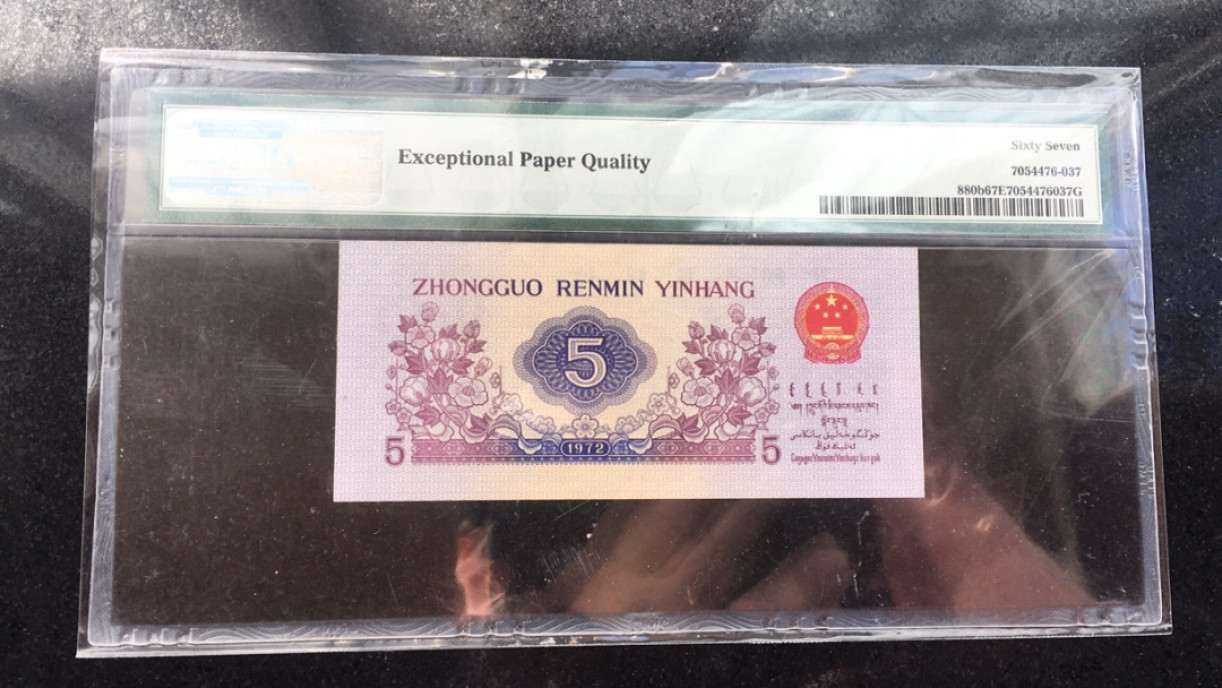 Exceptional Paper Quality
Sixty Seven
7054476-037
880b67E7054476037G
ZHONGGUO RENMIN YINHANG
5
1972
5 5